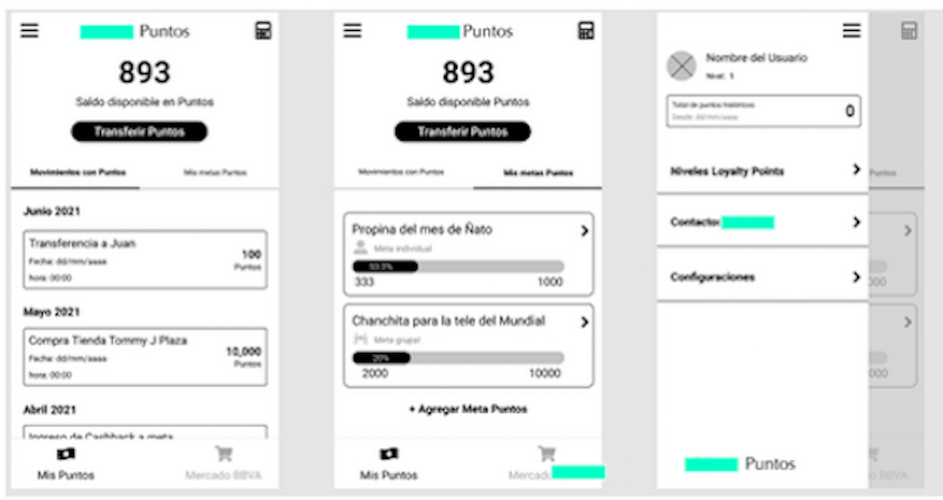 Puntos
893
Saldo disponible en Puntos
Transferir Puntos
Movimientos con Puntos
Mis metas Puntos
Junio 2021
Transferencia a Juan
Fecha: dd/mm/aaaa
hora: 00:00
100
Puntos
Mayo 2021
Compra Tienda Tommy J Plaza
Fecha: dd/mm/aaaa
hora: 00:00
10,000
Puntos
Abril 2021
Ingreso de Cashback a meta
Mis Puntos
Mercado BBVA
Puntos
893
Saldo disponible Puntos
Transferir Puntos
Movimientos con Puntos
Mis metas Puntos
Propina del mes de Ñato
Meta individual
33.3%
333
1000
Chanchita para la tele del Mundial
Meta grupal
20%
2000
10000
+ Agregar Meta Puntos
Mis Puntos
Mercado
Nombre del Usuario
Nivel: 1
Total de puntos históricos
Desde: dd/mm/aaaa
0
Niveles Loyalty Points
Contacto
Configuraciones
Puntos
Puntos
000
000
o BBVA